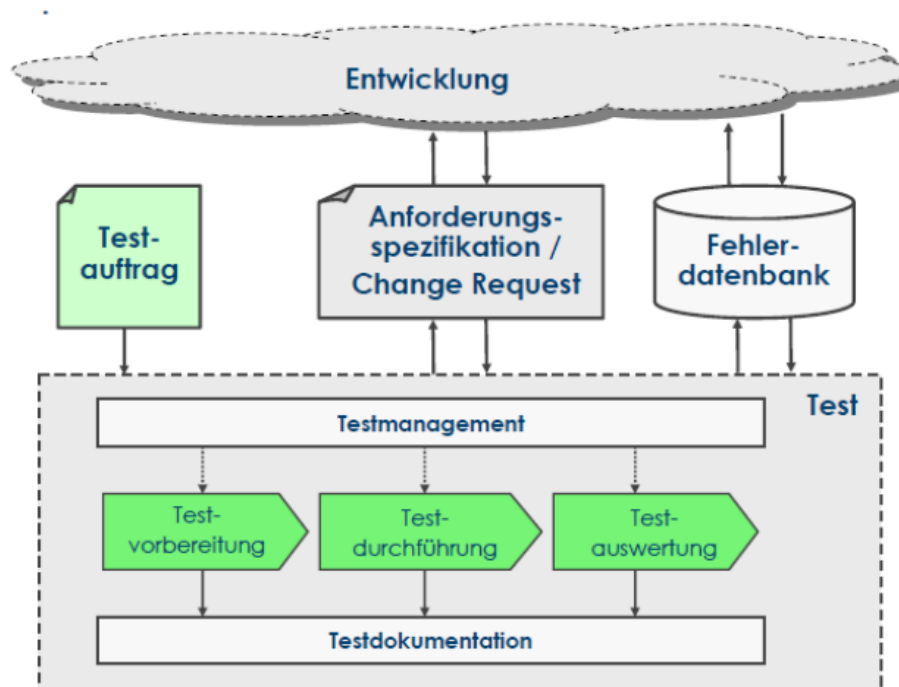 Entwicklung
Test-
auftrag
Anforderungs-
spezifikation /
Change Request
Fehler-
datenbank
Test
Testmanagement
Test-
vorbereitung
Test-
durchführung
Test-
auswertung
Testdokumentation